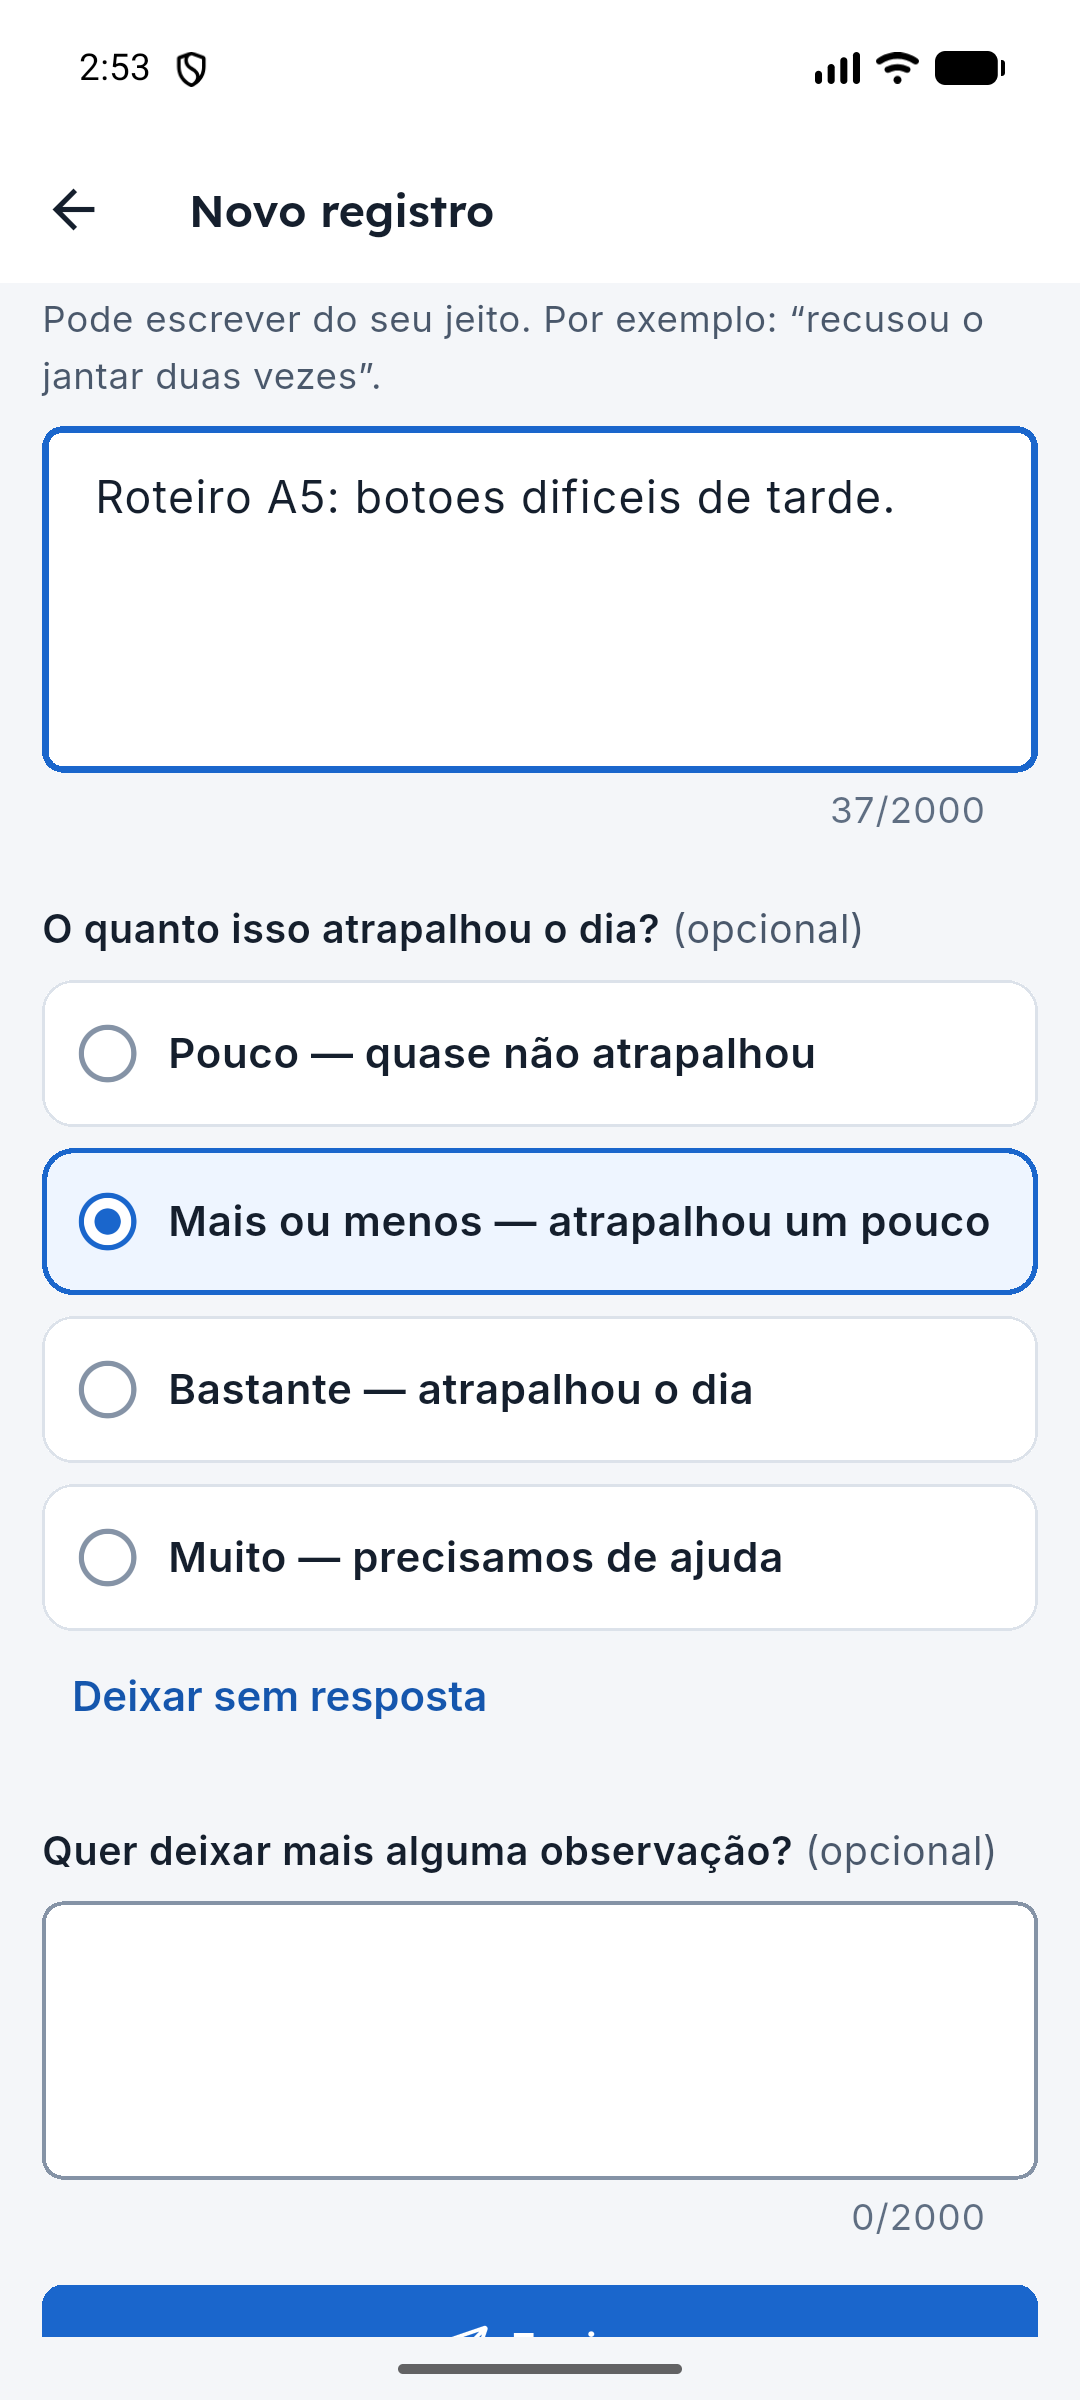 2:53
Novo registro
Pode escrever do seu jeito. Por exemplo: “recusou o
jantar duas vezes”.
Roteiro A5: botoes dificeis de tarde.
37/2000
O quanto isso atrapalhou o dia? (opcional)
Pouco — quase não atrapalhou
Mais ou menos — atrapalhou um pouco
Bastante — atrapalhou o dia
Muito — precisamos de ajuda
Deixar sem resposta
Quer deixar mais alguma observação? (opcional)
0/2000